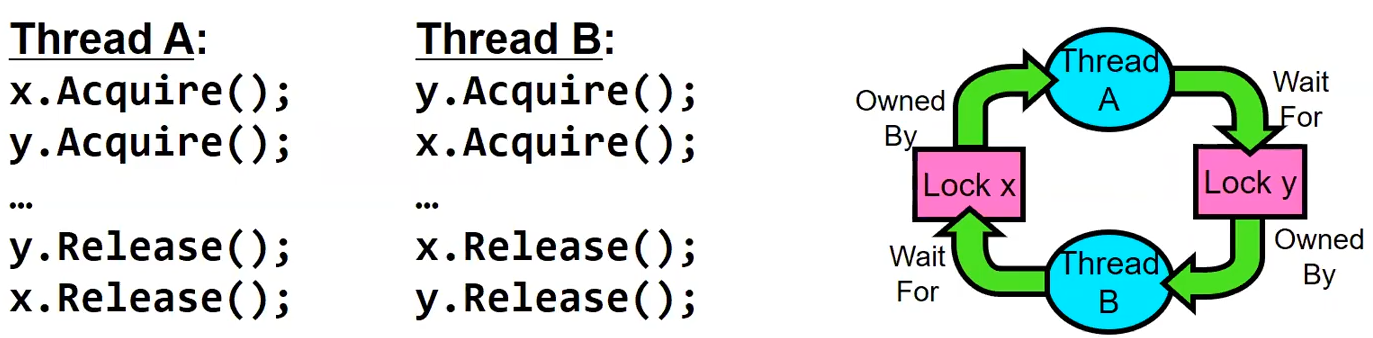 Thread A:
x.Acquire();
y.Acquire();
…
y.Release();
x.Release();
Thread B:
y.Acquire();
x.Acquire();
…
x.Release();
y.Release();
Thread
A
Wait
For
Owned
By
Lock x
Lock y
Wait
For
Owned
By
Thread
B